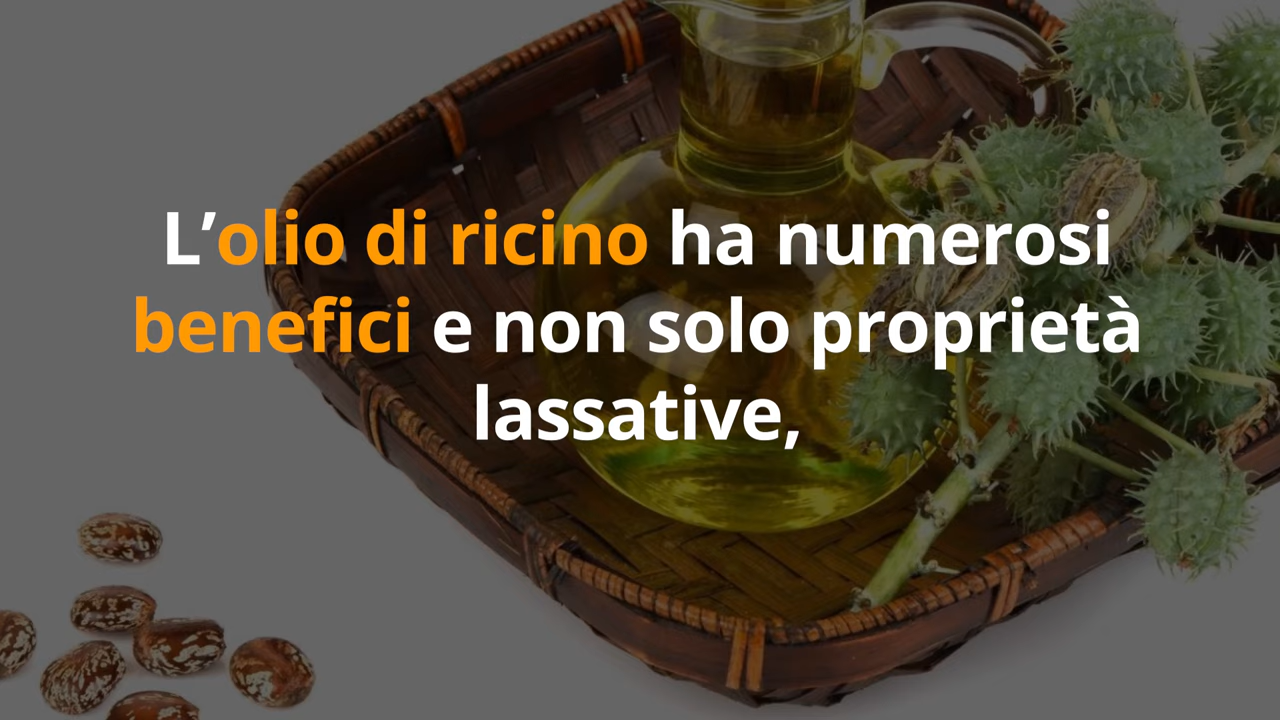 L’olio di ricino ha numerosi
benefici e non solo proprietà
lassative,